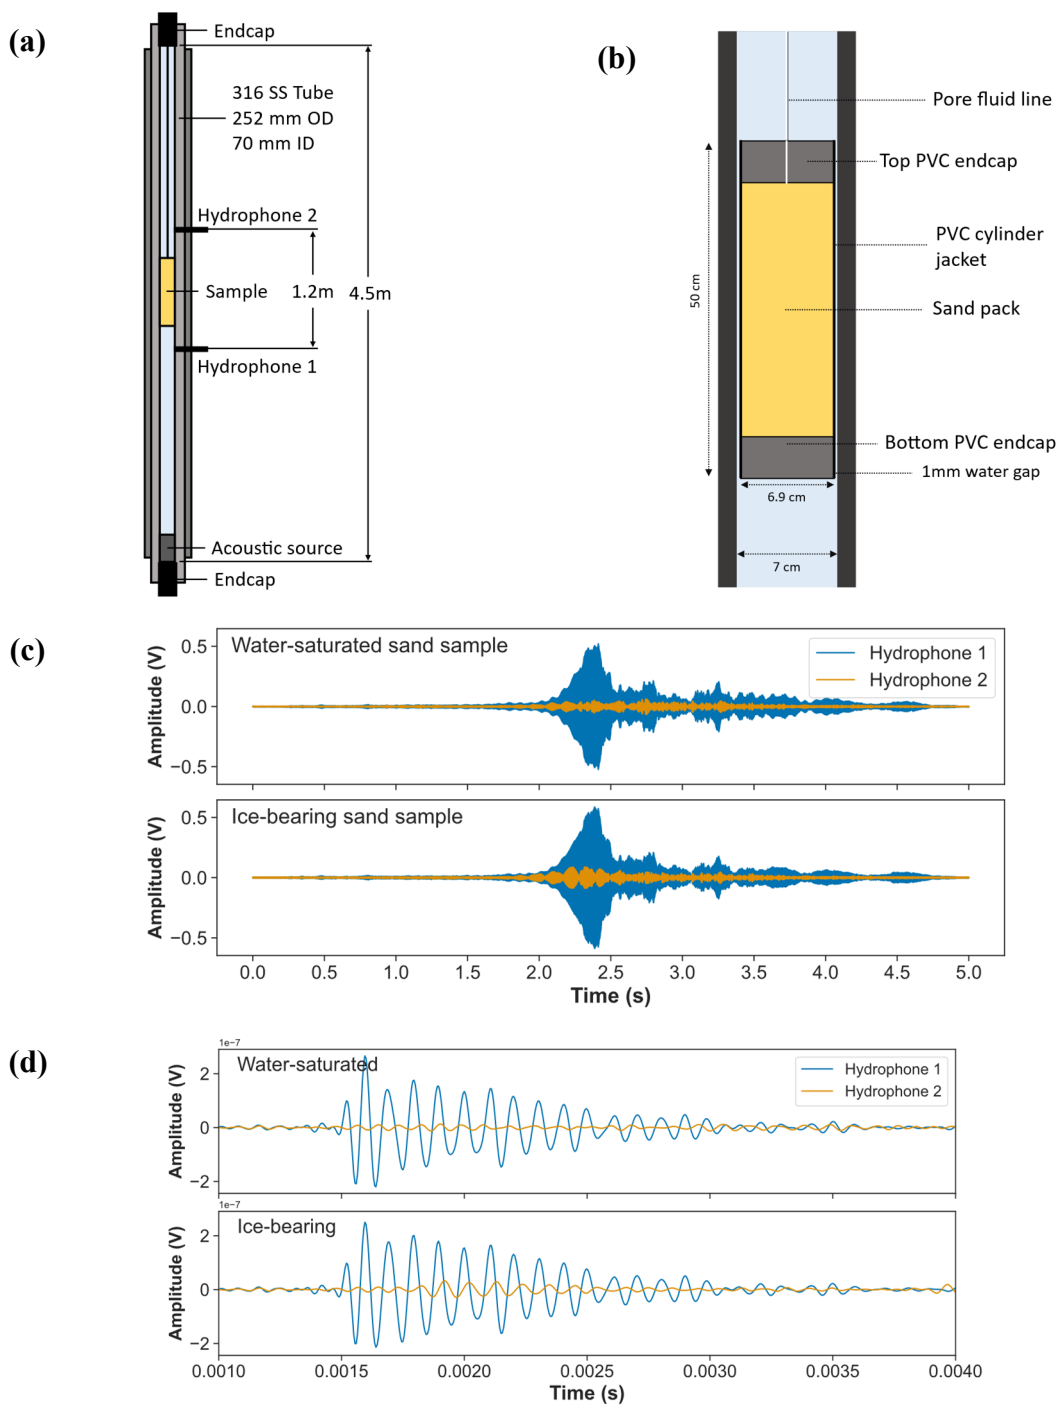 (a)
Endcap
316 SS Tube
252 mm OD
70 mm ID
Hydrophone 2
Sample
1.2m
4.5m
Hydrophone 1
Acoustic source
Endcap
(b)
Pore fluid line
Top PVC endcap
PVC cylinder
jacket
50 cm
Sand pack
Bottom PVC endcap
1mm water gap
6.9 cm
7 cm
(c)
Water-saturated sand sample
Hydrophone 1
Hydrophone 2
Amplitude (V)
0.5
0.0
−0.5
Ice-bearing sand sample
Amplitude (V)
0.5
0.0
−0.5
0.0 0.5 1.0 1.5 2.0 2.5 3.0 3.5 4.0 4.5 5.0
Time (s)
(d)
1e-7
Water-saturated
Hydrophone 1
Hydrophone 2
Amplitude (V)
2
0
−2
1e-7
Ice-bearing
Amplitude (V)
2
0
−2
0.0010 0.0015 0.0020 0.0025 0.0030 0.0035 0.0040
Time (s)